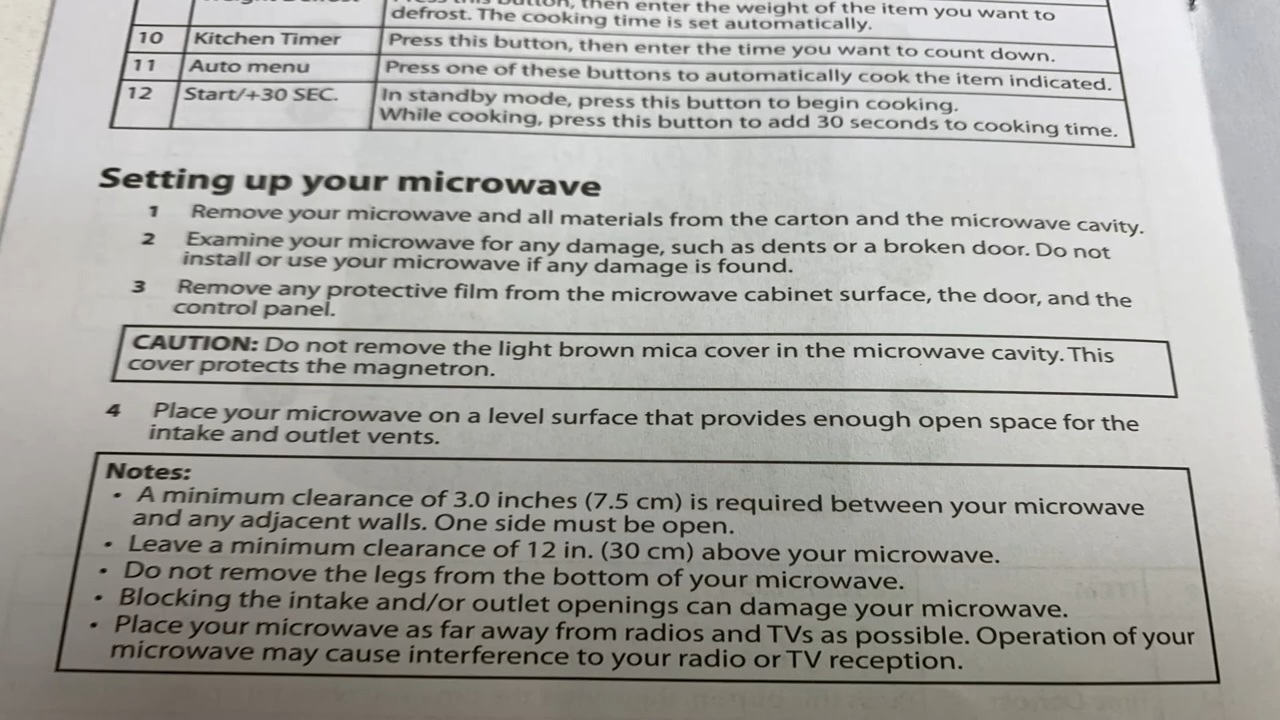 button, then enter the weight of the item you want to
defrost. The cooking time is set automatically.
10 Kitchen Timer Press this button, then enter the time you want to count down.
11 Auto menu Press one of these buttons to automatically cook the item indicated.
12 Start/+30 SEC. In standby mode, press this button to begin cooking.
While cooking, press this button to add 30 seconds to cooking time.
Setting up your microwave
1 Remove your microwave and all materials from the carton and the microwave cavity.
2 Examine your microwave for any damage, such as dents or a broken door. Do not
install or use your microwave if any damage is found.
3 Remove any protective film from the microwave cabinet surface, the door, and the
control panel.
CAUTION: Do not remove the light brown mica cover in the microwave cavity. This
cover protects the magnetron.
4 Place your microwave on a level surface that provides enough open space for the
intake and outlet vents.
Notes:
• A minimum clearance of 3.0 inches (7.5 cm) is required between your microwave
and any adjacent walls. One side must be open.
• Leave a minimum clearance of 12 in. (30 cm) above your microwave.
• Do not remove the legs from the bottom of your microwave.
• Blocking the intake and/or outlet openings can damage your microwave.
• Place your microwave as far away from radios and TVs as possible. Operation of your
microwave may cause interference to your radio or TV reception.